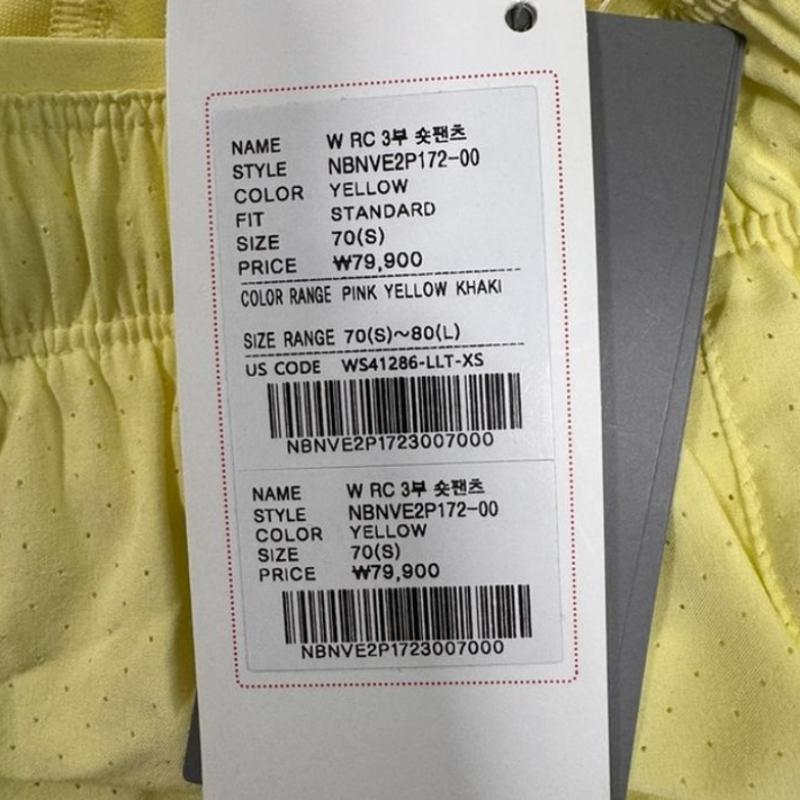 NAME W RC 3부 숏팬츠
STYLE NBNVE2P172-00
COLOR YELLOW
FIT STANDARD
SIZE 70(S)
PRICE ₩79,900
COLOR RANGE PINK YELLOW KHAKI
SIZE RANGE 70(S)~80(L)
US CODE WS41286-LLT-XS
NBNVE2P1723007000
NAME W RC 3부 숏팬츠
STYLE NBNVE2P172-00
COLOR YELLOW
SIZE 70(S)
PRICE ₩79,900
NBNVE2P1723007000